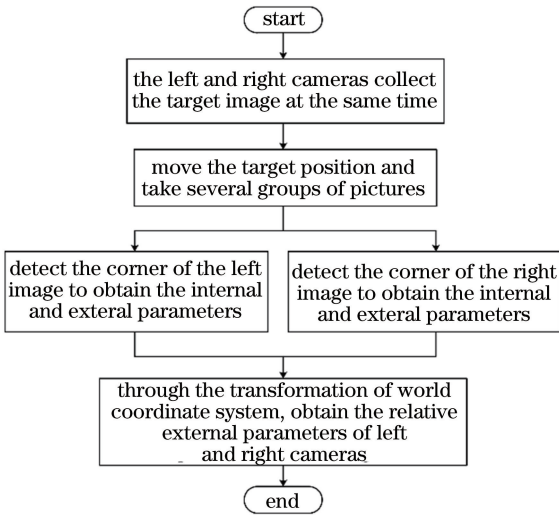 start
the left and right cameras collect
the target image at the same time
move the target position and
take several groups of pictures
detect the corner of the left
image to obtain the internal
and exteral parameters
detect the corner of the right
image to obtain the internal
and exteral parameters
through the transformation of world
coordinate system, obtain the relative
external parameters of left
and right cameras
end